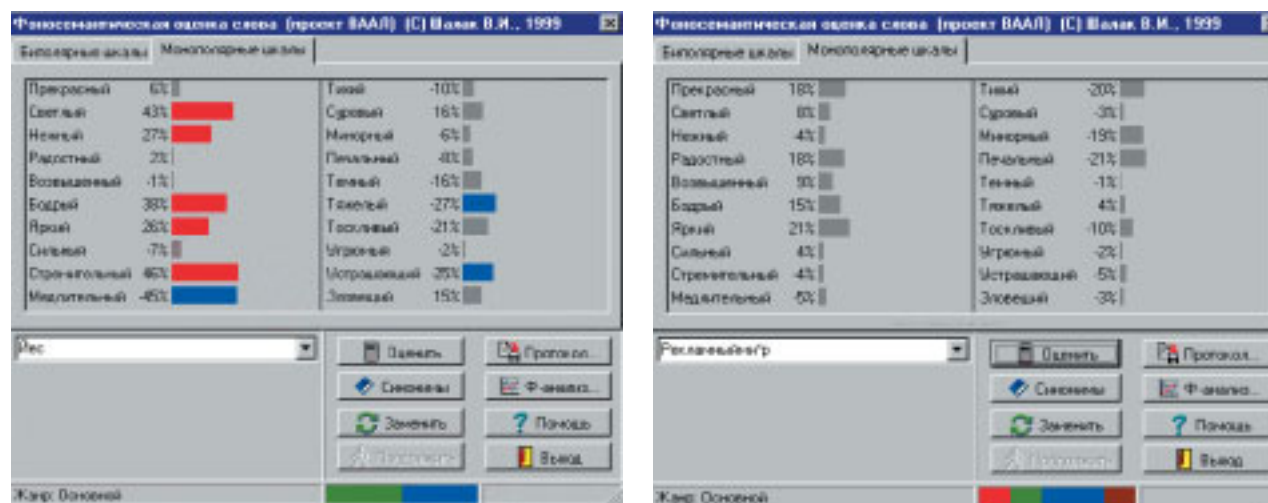 Фоносемантическая оценка слова (проект ВААЛ) (C) Шалак В.И., 1999
Биполярные шкалы Монополярные шкалы
Прекрасный 6% Тихий -10%
Светлый 43% Суровый 16%
Нежный 27% Минорный -6%
Радостный 2% Печальный -8%
Возвышенный -1% Темный -16%
Бодрый 38% Тяжелый -27%
Яркий 26% Тоскливый -21%
Сильный -7% Угрюмый -2%
Стремительный 46% Устрашающий -25%
Медлительный -45% Зловещий 15%
Йес
Оценить Протокол...
Синонимы Ф-анализ...
Заменить ? Помощь
Продолжить Выход
Жанр: Основной
Фоносемантическая оценка слова (проект ВААЛ) (C) Шалак В.И., 1999
Биполярные шкалы Монополярные шкалы
Прекрасный 18% Тихий -20%
Светлый 8% Суровый -3%
Нежный -4% Минорный -19%
Радостный 18% Печальный -21%
Возвышенный 9% Темный -1%
Бодрый 15% Тяжелый 4%
Яркий 21% Тоскливый -10%
Сильный 4% Угрюмый -2%
Стремительный -4% Устрашающий -5%
Медлительный -5% Зловещий -3%
Оценить Протокол...
Синонимы Ф-анализ...
Заменить ? Помощь
Продолжить Выход
Жанр: Основной